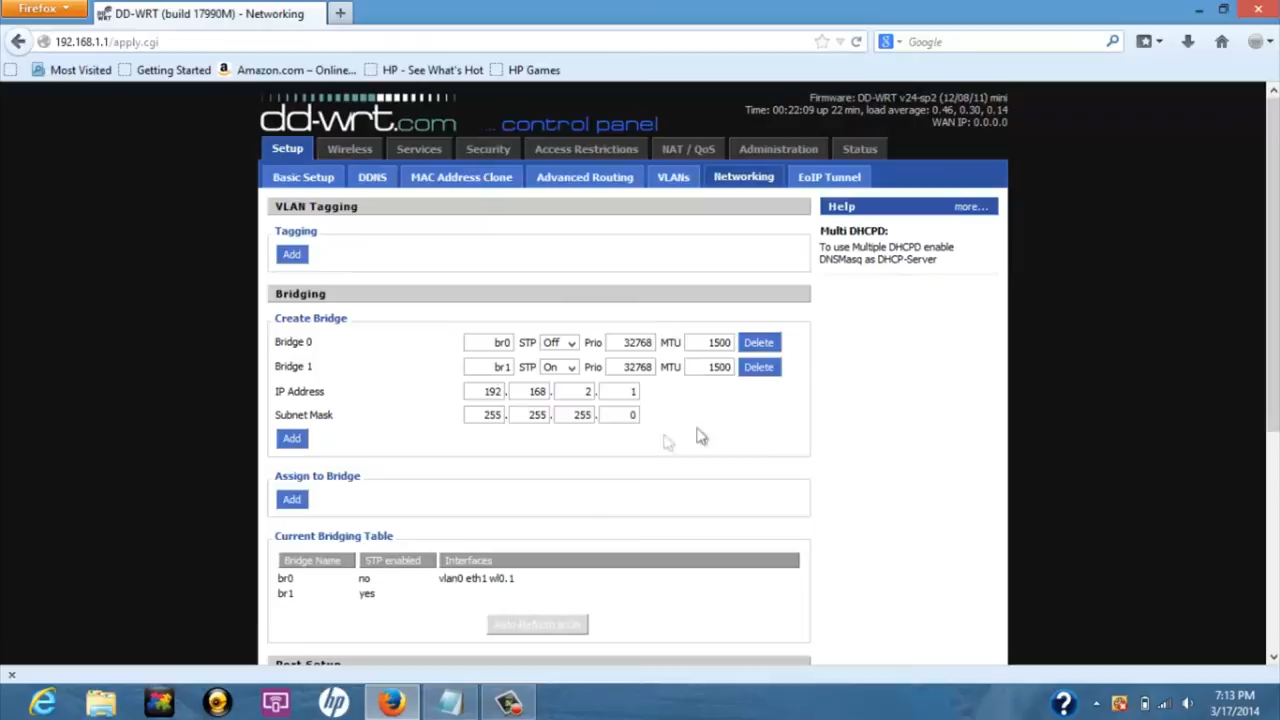 Firefox
DD-WRT (build 17990M) - Networking
192.168.1.1/apply.cgi
Google
Most Visited Getting Started Amazon.com – Online... HP - See What's Hot HP Games
dd-wrt.com ... control panel
Firmware: DD-WRT v24-sp2 (12/08/11) mini
Time: 00:22:09 up 22 min, load average: 0.46, 0.30, 0.14
WAN IP: 0.0.0.0
Setup Wireless Services Security Access Restrictions NAT / QoS Administration Status
Basic Setup DDNS MAC Address Clone Advanced Routing VLANs Networking EoIP Tunnel
VLAN Tagging
Tagging
Add
Bridging
Create Bridge
Bridge 0 br0 STP Off Prio 32768 MTU 1500 Delete
Bridge 1 br1 STP On Prio 32768 MTU 1500 Delete
IP Address 192. 168. 2. 1
Subnet Mask 255. 255. 255. 0
Add
Assign to Bridge
Add
Current Bridging Table
Bridge Name STP enabled Interfaces
br0 no vlan0 eth1 wl0.1
br1 yes
Auto-Refresh is On
Port Setup
Help more...
Multi DHCPD:
To use Multiple DHCPD enable
DNSMasq as DHCP-Server
7:13 PM
3/17/2014